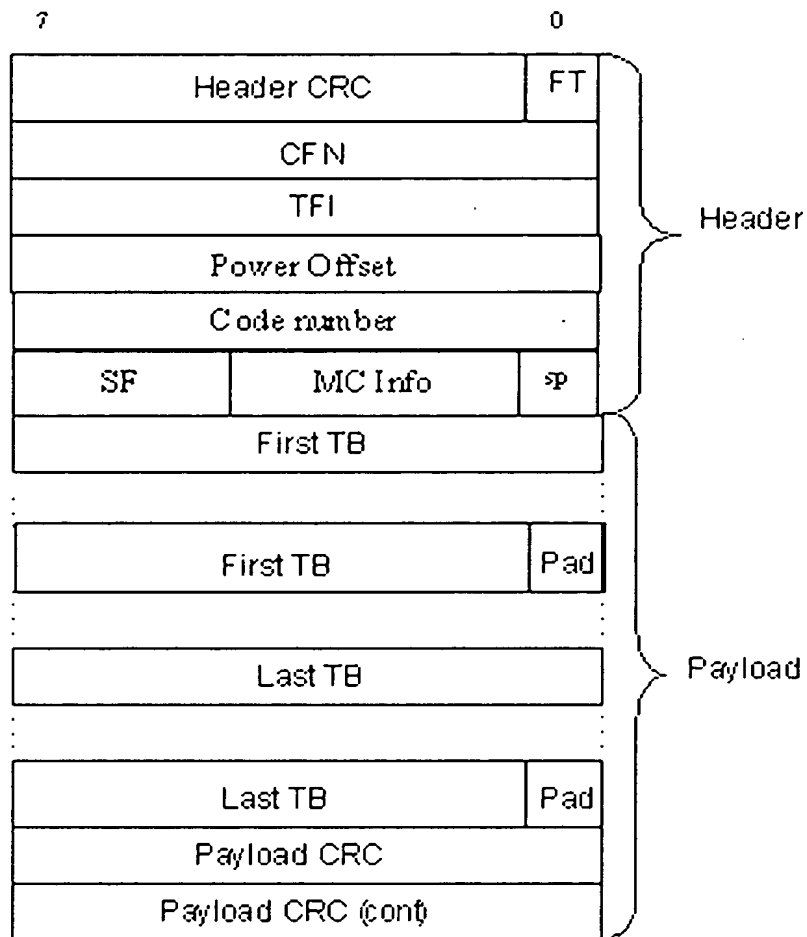 7 0
Header CRC FT
CFN
TFI
Header
Power Offset
Code number
SF MC Info sp
First TB
First TB Pad
Last TB
Payload
Last TB Pad
Payload CRC
Payload CRC (cont)